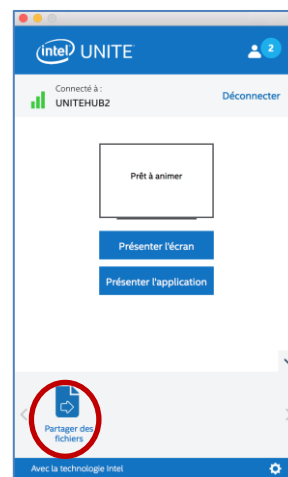 intel UNITE
2
Connecté à :
UNITEHUB2
Déconnecter
Prêt à animer
Présenter l'écran
Présenter l'application
Partager des
fichiers
Avec la technologie Intel